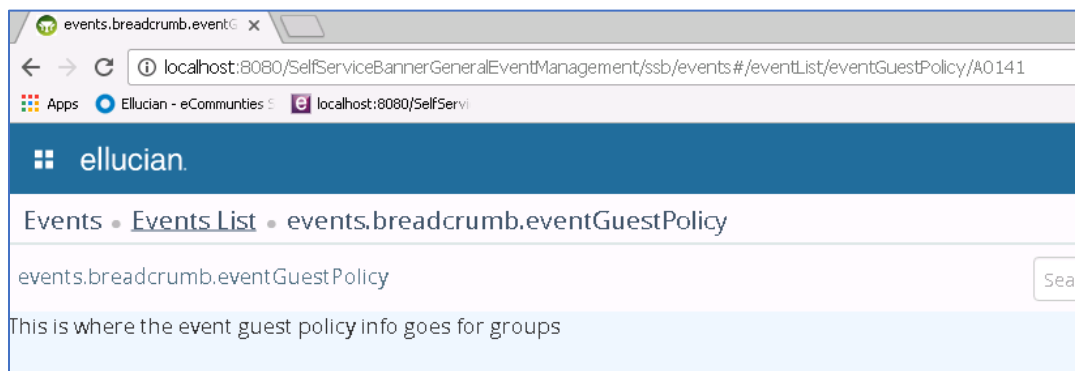 events.breadcrumb.eventG
localhost:8080/SelfServiceBannerGeneralEventManagement/ssb/events#/eventList/eventGuestPolicy/A0141
Apps Ellucian - eCommunties S localhost:8080/SelfServi
ellucian.
Events • Events List • events.breadcrumb.eventGuestPolicy
events.breadcrumb.eventGuestPolicy Sea
This is where the event guest policy info goes for groups